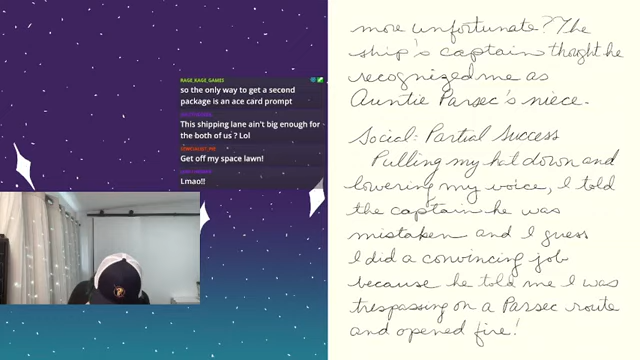 RAGE_KAGE_GAMES
so the only way to get a second
package is an ace card prompt
This shipping lane ain't big enough for
the both of us ? Lol
Get off my space lawn!
Lmao!!
more unfortunate? The
ship's captain thought he
recognized me as
Auntie Parsec's niece.
Social: Partial Success
Pulling my hat down and
lowering my voice, I told
the captain he was
mistaken and I guess
I did a convincing job
because he told me I was
trespassing on a Parsec route
and opened fire!